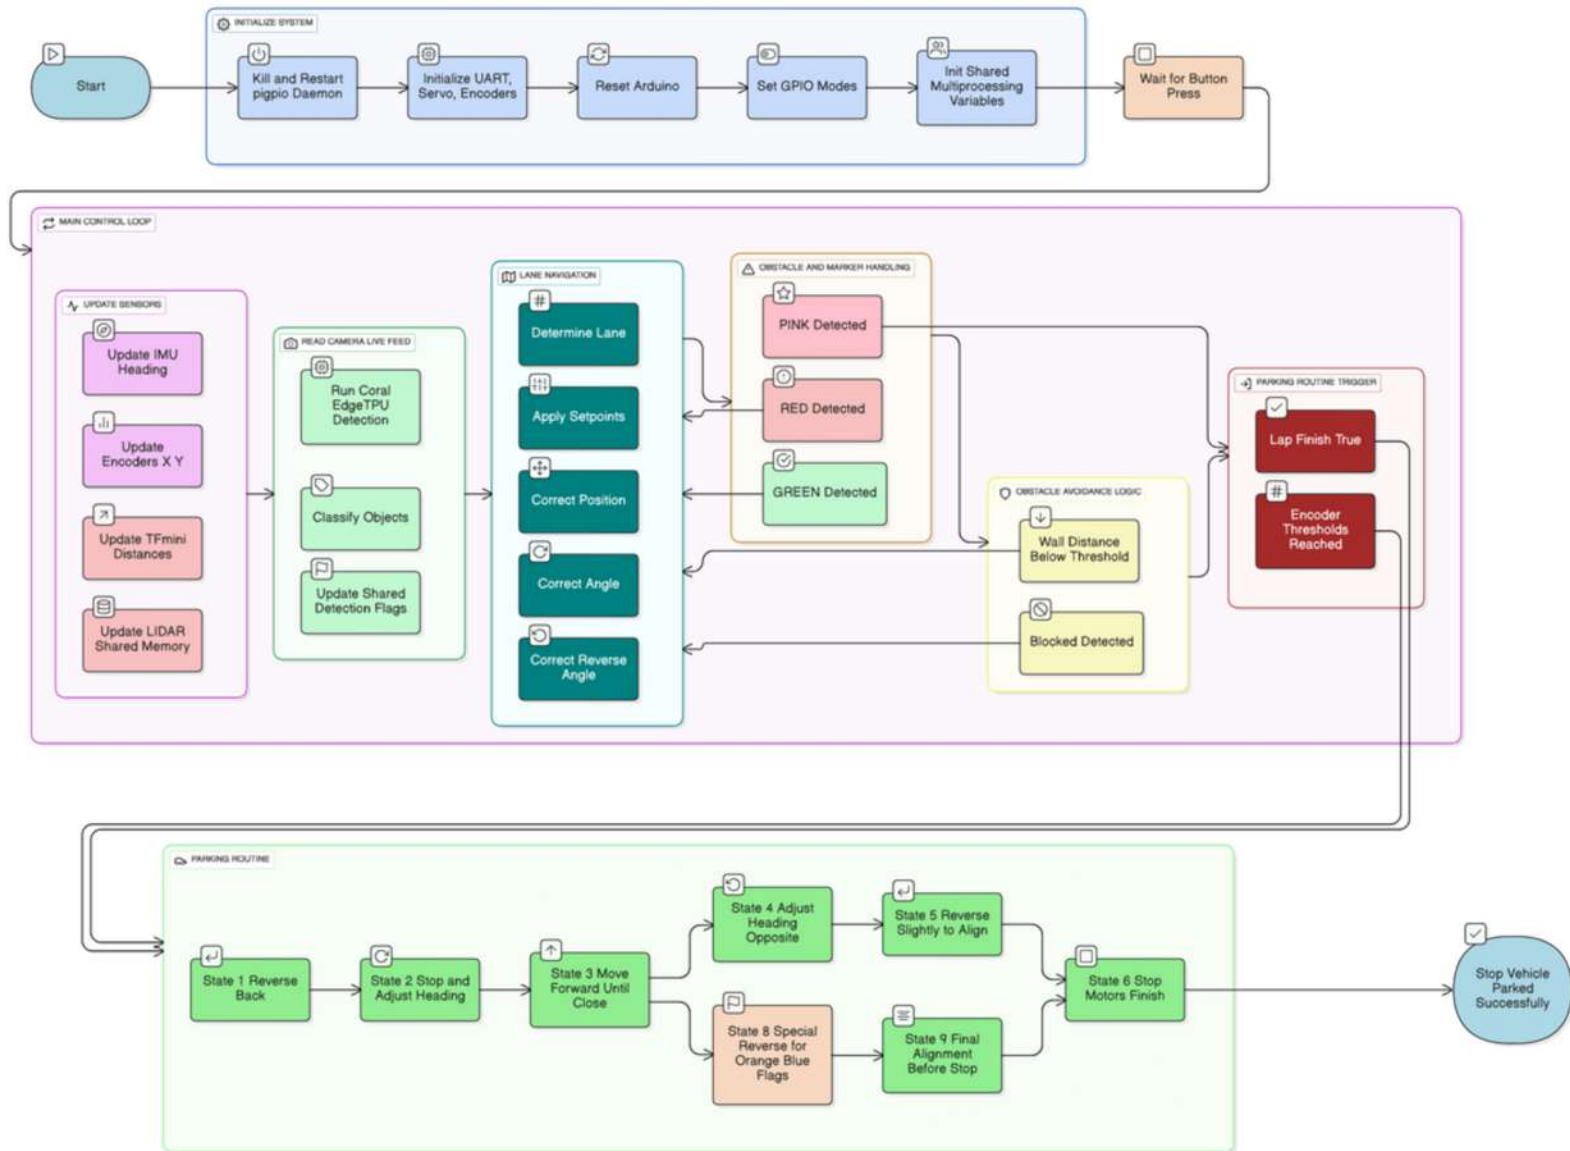 INITIALIZE SYSTEM
Start
Kill and Restart
pigpio Daemon
Initialize UART,
Servo, Encoders
Reset Arduino
Set GPIO Modes
Init Shared
Multiprocessing
Variables
Wait for Button
Press
MAIN CONTROL LOOP
UPDATE SENSORS
Update IMU
Heading
Update
Encoders X Y
Update TFmini
Distances
Update LIDAR
Shared Memory
READ CAMERA LIVE FEED
Run Coral
EdgeTPU
Detection
Classify Objects
Update Shared
Detection Flags
LANE NAVIGATION
Determine Lane
Apply Setpoints
Correct Position
Correct Angle
Correct Reverse
Angle
OBSTACLE AND MARKER HANDLING
PINK Detected
RED Detected
GREEN Detected
OBSTACLE AVOIDANCE LOGIC
Wall Distance
Below Threshold
Blocked Detected
PARKING ROUTINE TRIGGER
Lap Finish True
Encoder
Thresholds
Reached
PARKING ROUTINE
State 1 Reverse
Back
State 2 Stop and
Adjust Heading
State 3 Move
Forward Until
Close
State 4 Adjust
Heading
Opposite
State 5 Reverse
Slightly to Align
State 8 Special
Reverse for
Orange Blue
Flags
State 9 Final
Alignment
Before Stop
State 6 Stop
Motors Finish
Stop Vehicle
Parked
Successfully